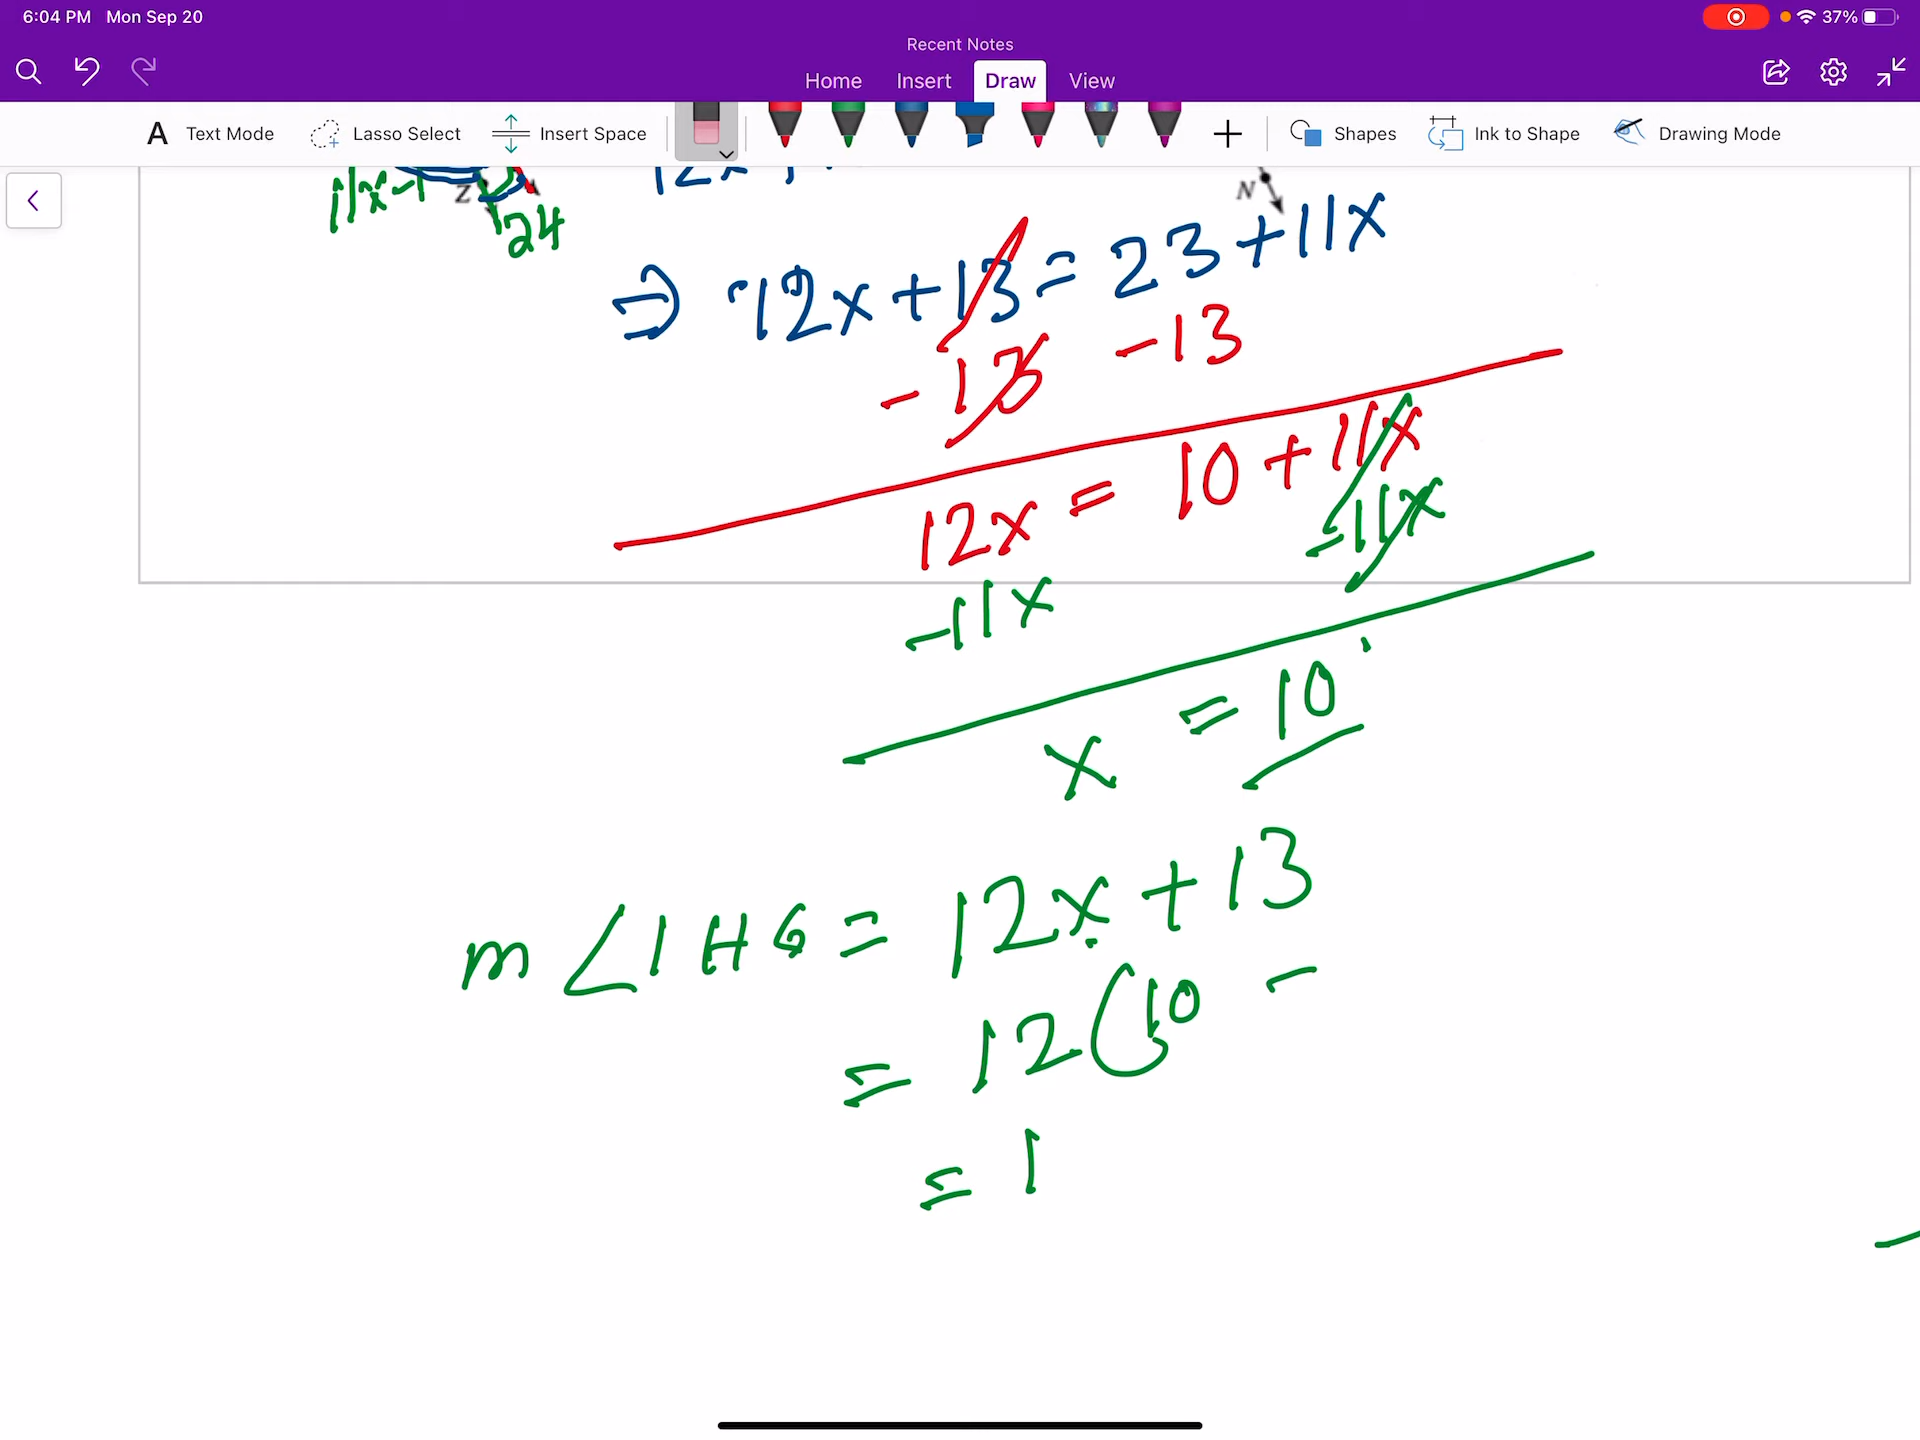 6:04 PM Mon Sep 20
37%
Recent Notes
Home Insert Draw View
A Text Mode Lasso Select Insert Space Shapes Ink to Shape Drawing Mode
11x-1 Z 24
N
⇒ 12x+13 = 23+11x
-13 -13
12x = 10+11x
-11x -11x
x = 10
m∠IHG = 12x+13
= 12(10
= 1